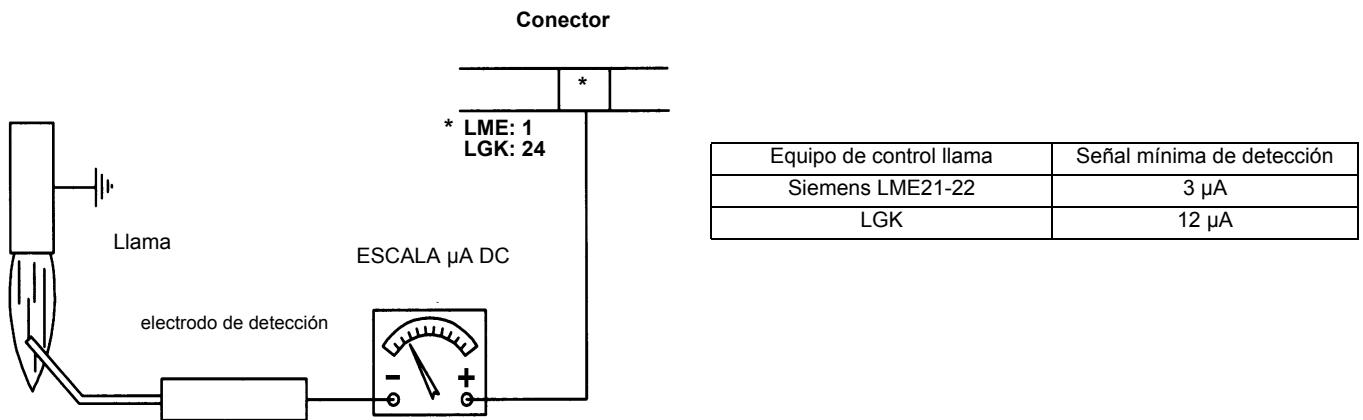 Conector
*
* LME: 1
LGK: 24
Llama
ESCALA µA DC
electrodo de detección
- +
Equipo de control llama Señal mínima de detección
Siemens LME21-22 3 µA
LGK 12 µA